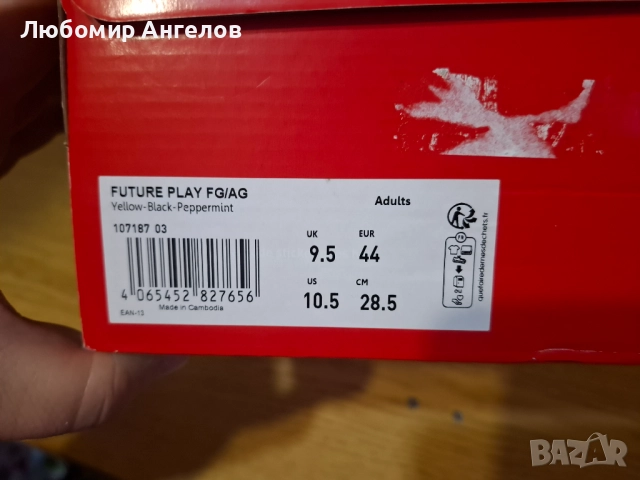 Любомир Ангелов
FUTURE PLAY FG/AG
Yellow-Black-Peppermint
Adults
107187 03
UK EUR
9.5 44
US CM
10.5 28.5
4 065452 827656
Made in Cambodia
EAN-13
quefairedemesdechets.fr
BAZAR